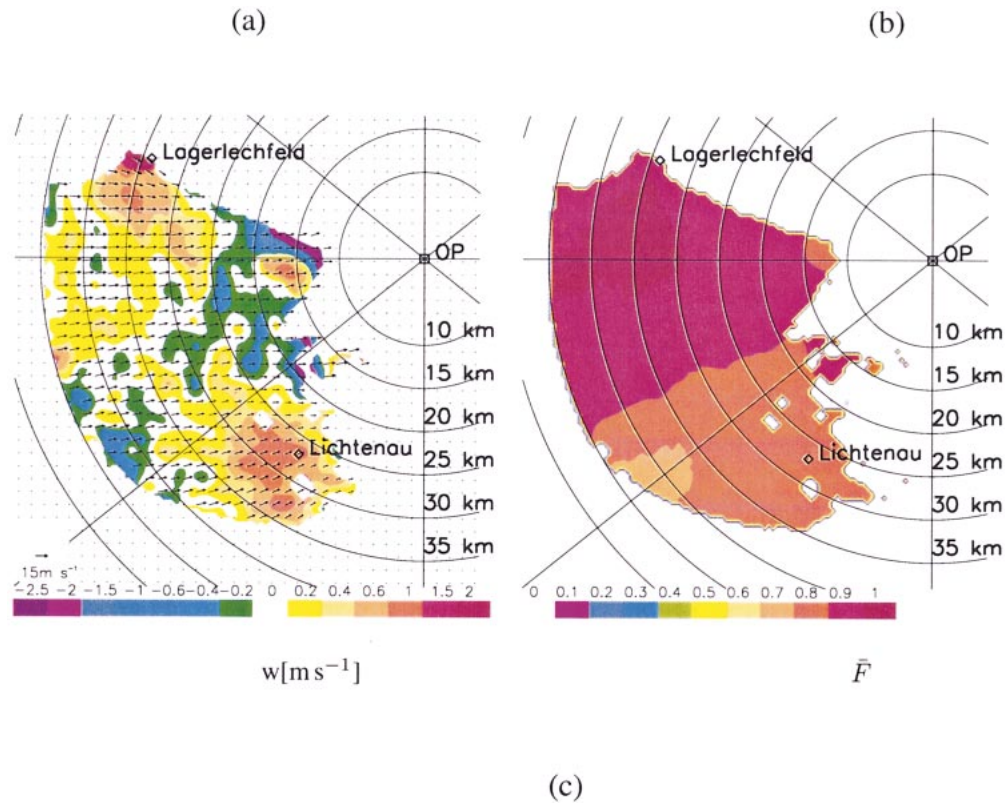 (a)
(b)
Lagerlechfeld
OP
10 km
15 km
20 km
Lichtenau
25 km
30 km
35 km
15m s⁻¹
-2.5 -2 -1.5 -1 -0.6 -0.4 -0.2 0 0.2 0.4 0.6 1 1.5 2
w[m s⁻¹]
Lagerlechfeld
OP
10 km
15 km
20 km
Lichtenau
25 km
30 km
35 km
0 0.1 0.2 0.3 0.4 0.5 0.6 0.7 0.8 0.9 1
F̄
(c)